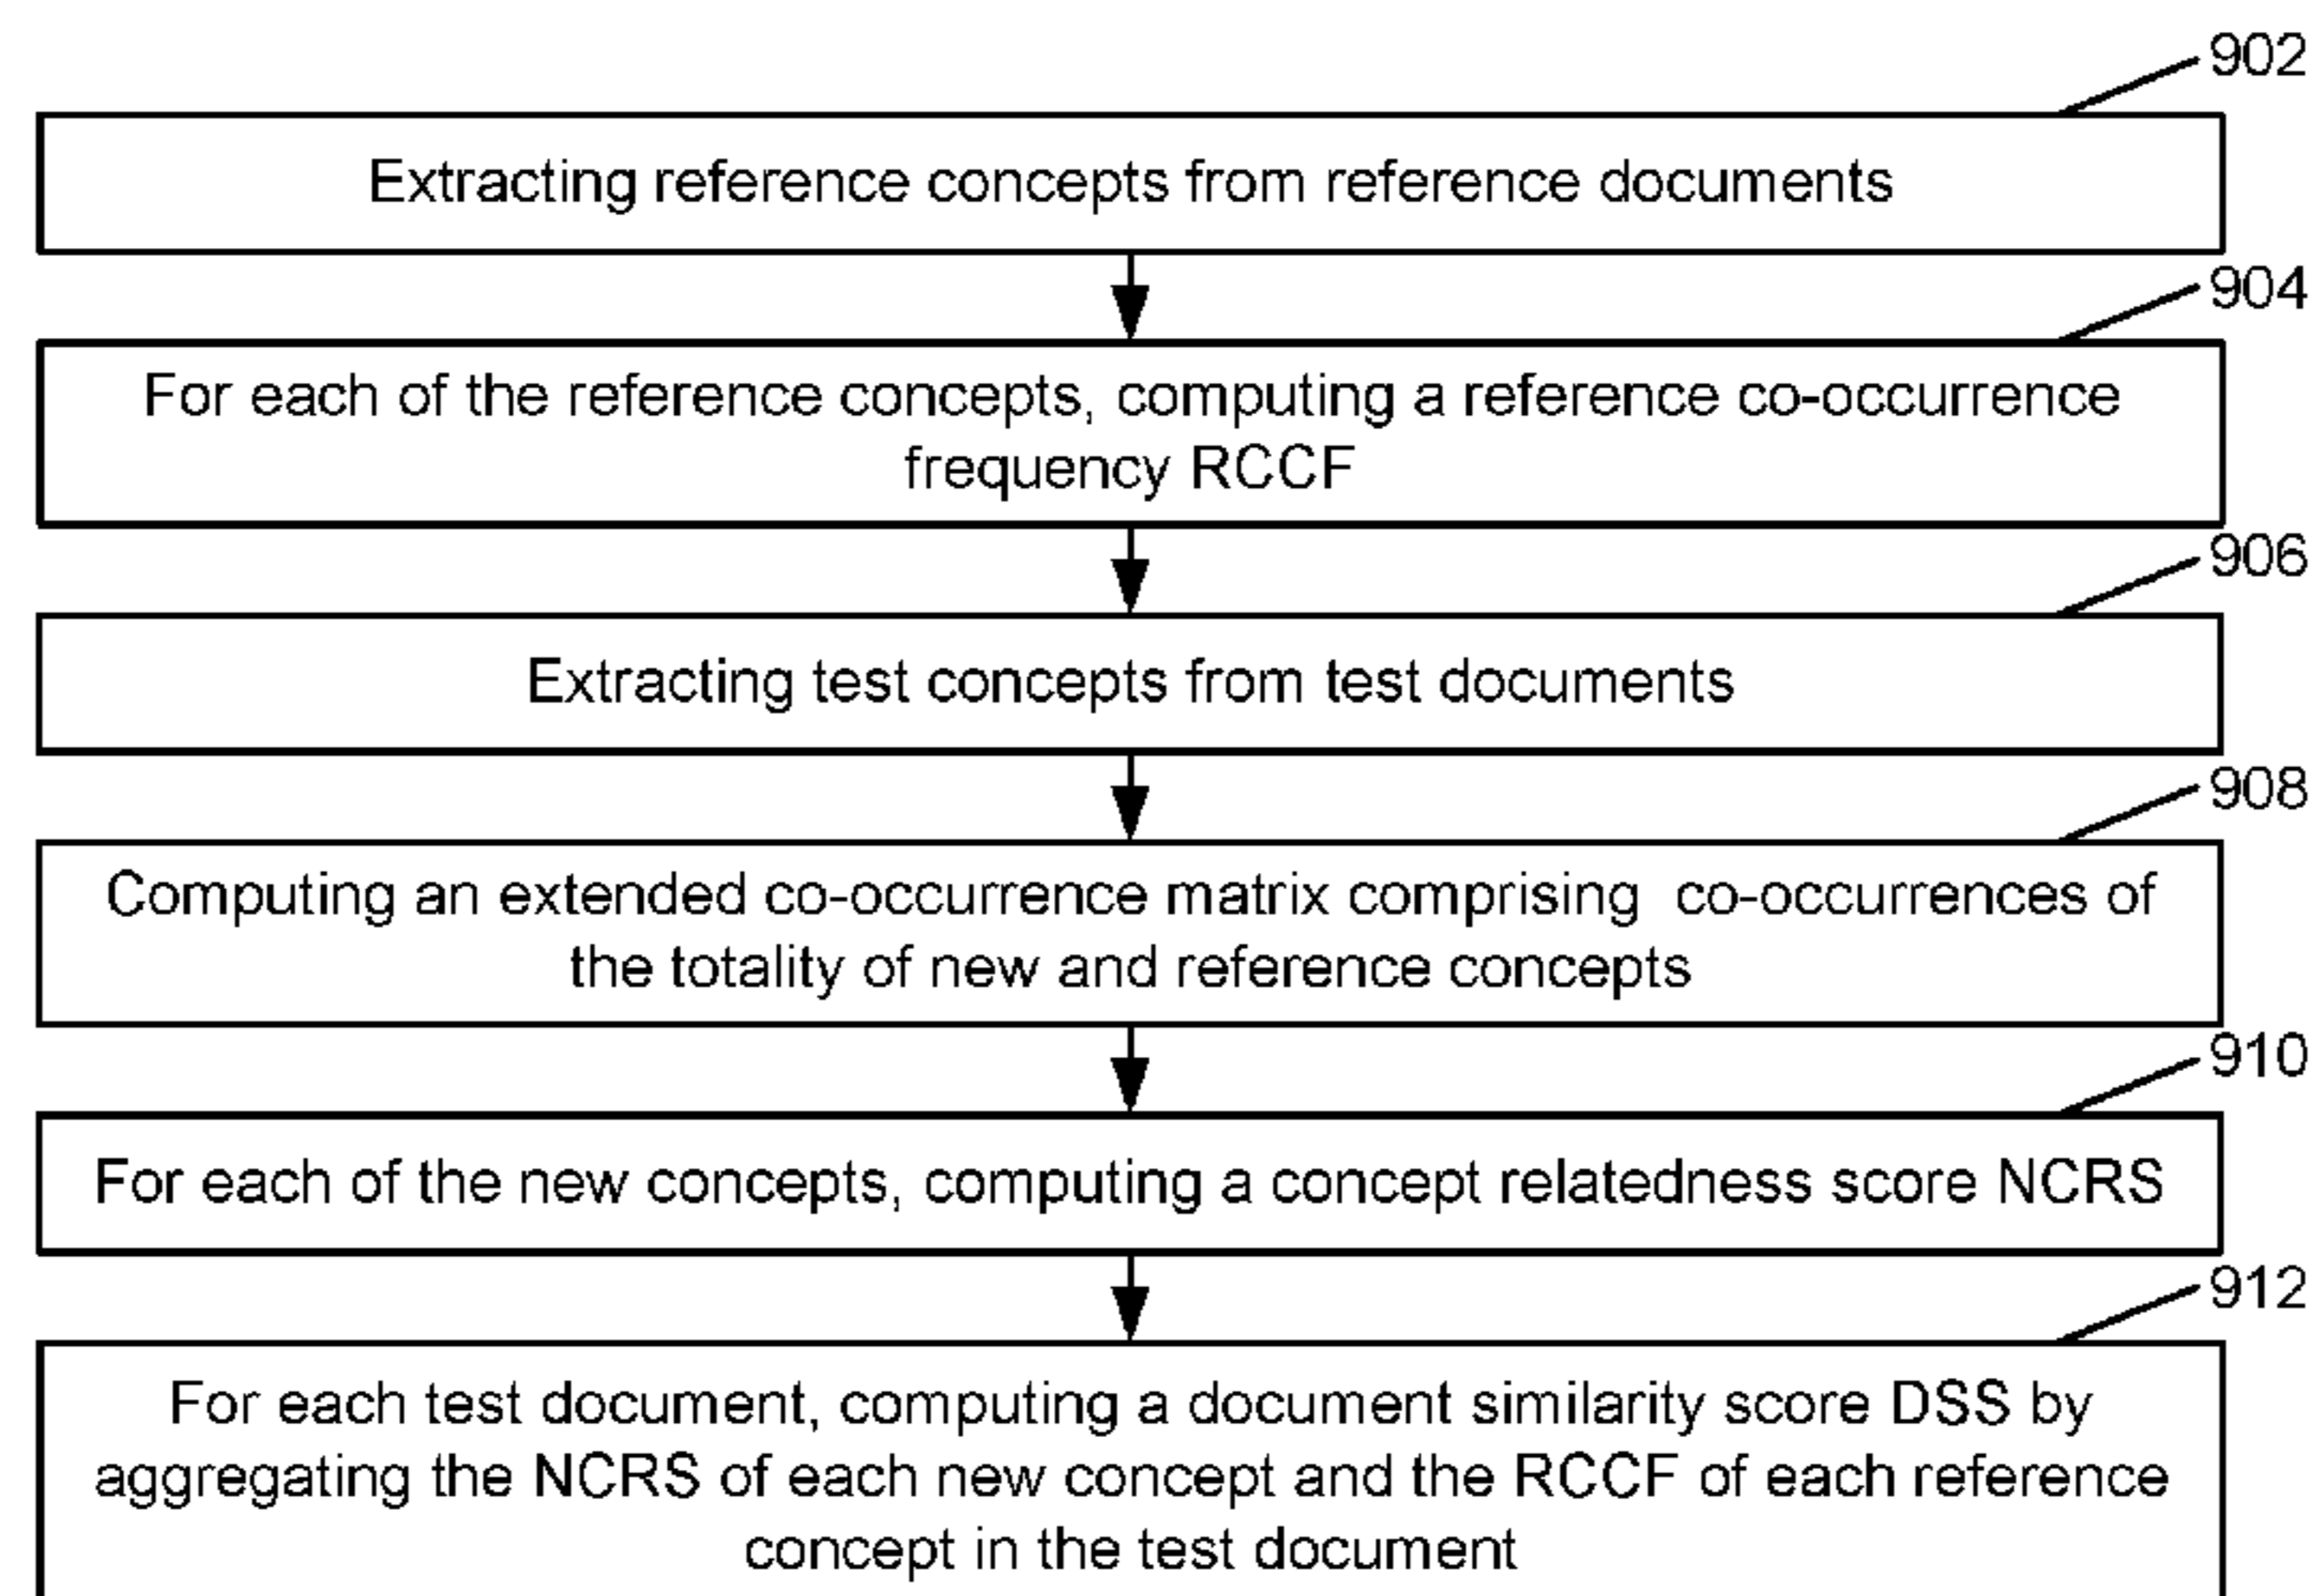 902
Extracting reference concepts from reference documents
904
For each of the reference concepts, computing a reference co-occurrence
frequency RCCF
906
Extracting test concepts from test documents
908
Computing an extended co-occurrence matrix comprising co-occurrences of
the totality of new and reference concepts
910
For each of the new concepts, computing a concept relatedness score NCRS
912
For each test document, computing a document similarity score DSS by
aggregating the NCRS of each new concept and the RCCF of each reference
concept in the test document